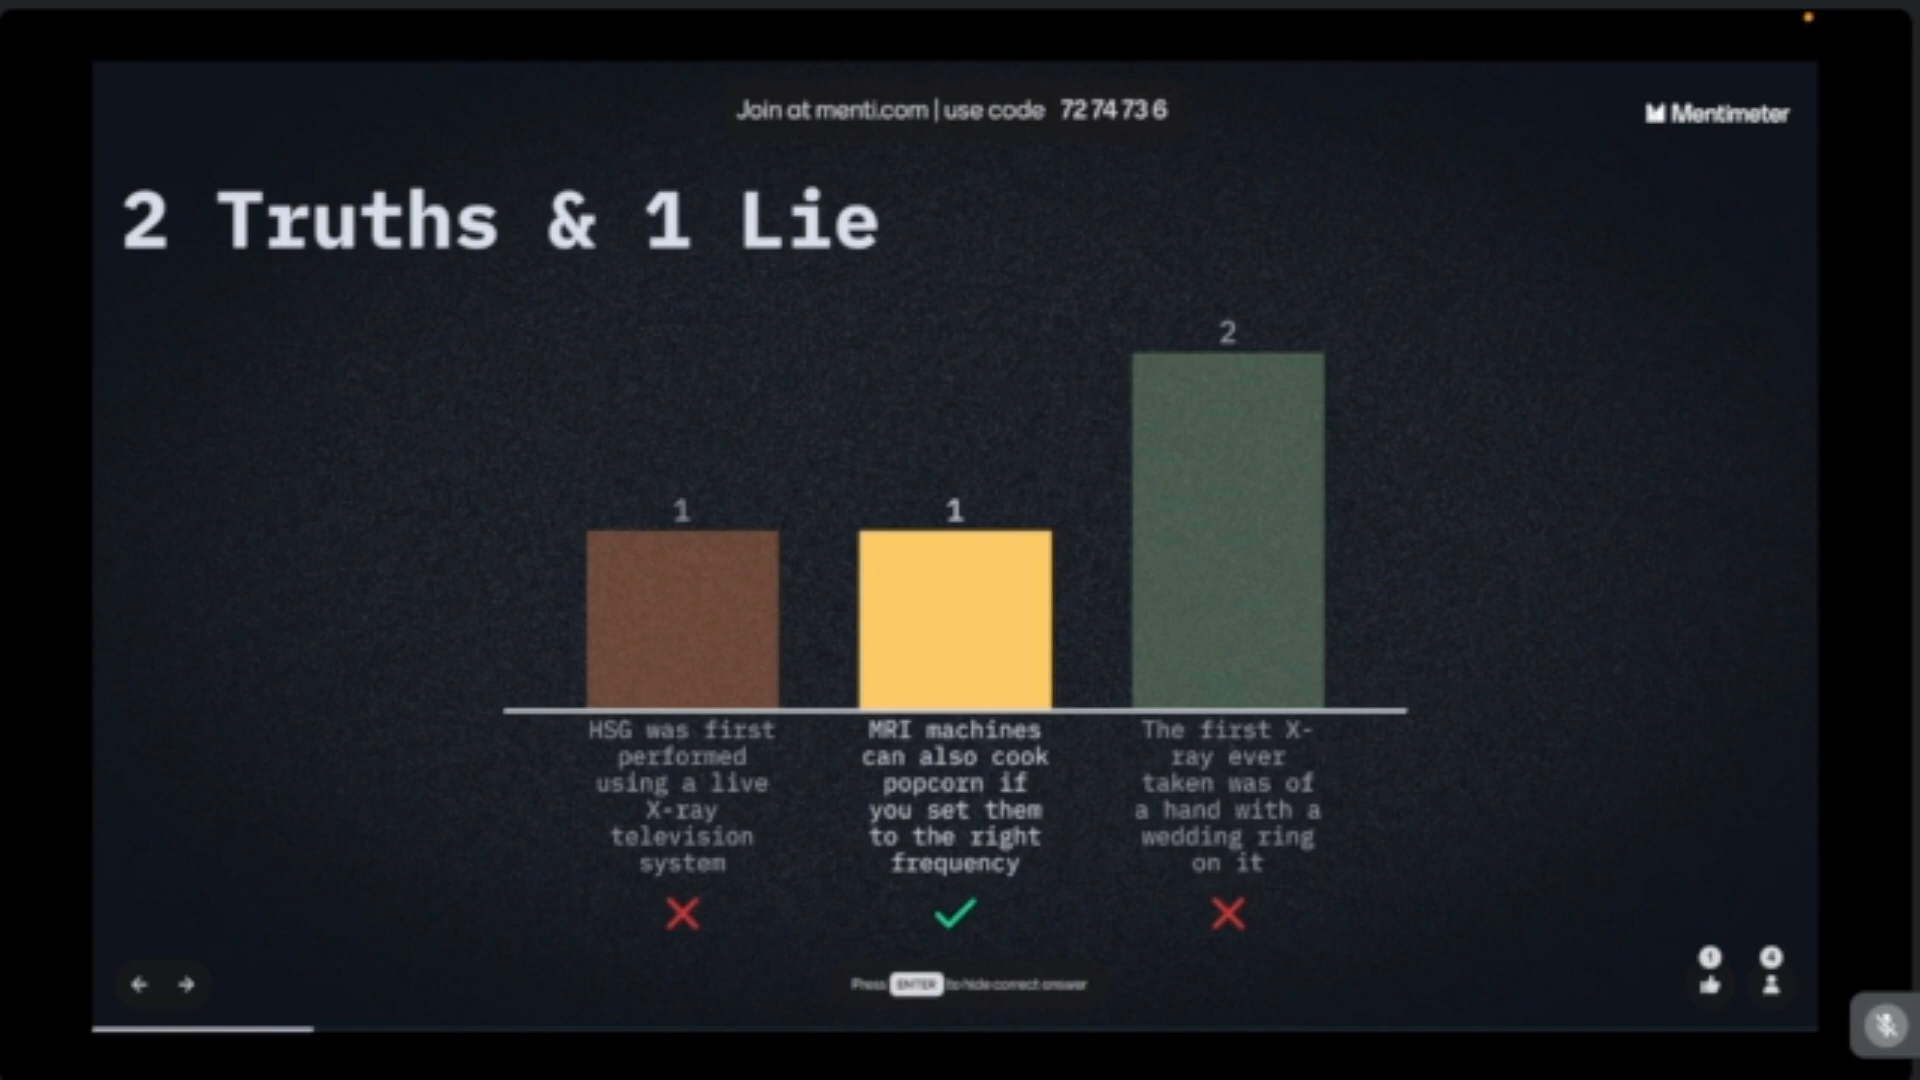 Join at menti.com | use code 72 74 73 6
Mentimeter
2 Truths & 1 Lie
2
1
1
HSG was first
performed
using a live
X-ray
television
system
MRI machines
can also cook
popcorn if
you set them
to the right
frequency
The first X-
ray ever
taken was of
a hand with a
wedding ring
on it
1
4
Press ENTER to hide correct answer